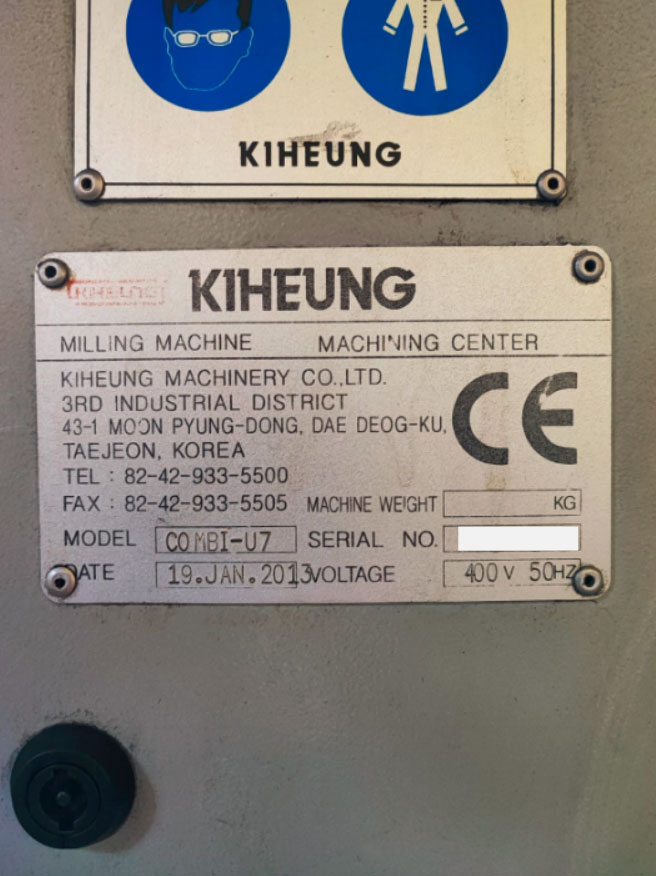 KIHEUNG
KIHEUNG KIHEUNG
MILLING MACHINE MACHINING CENTER
KIHEUNG MACHINERY CO.,LTD.
3RD INDUSTRIAL DISTRICT
43-1 MOON PYUNG-DONG, DAE DEOG-KU,
TAEJEON, KOREA
CE
TEL : 82-42-933-5500
FAX : 82-42-933-5505 MACHINE WEIGHT KG
MODEL COMBI-U7 SERIAL NO.
DATE 19.JAN.2013 VOLTAGE 400V 50HZ